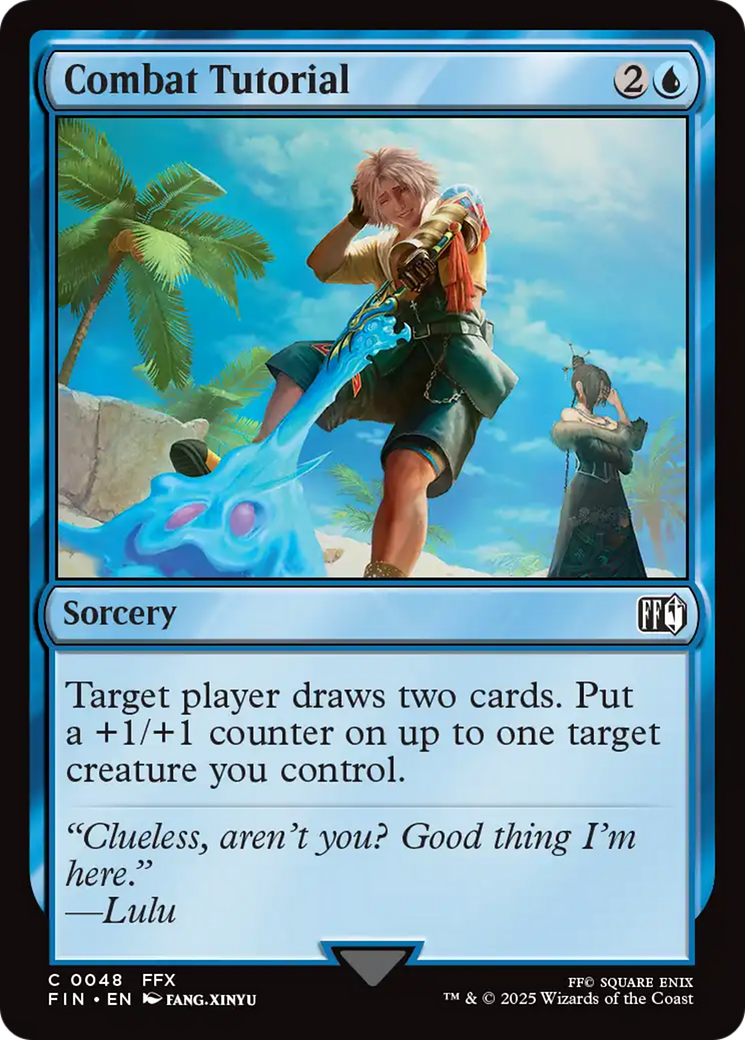 Combat Tutorial 2
Sorcery FF
Target player draws two cards. Put
a +1/+1 counter on up to one target
creature you control.
“Clueless, aren’t you? Good thing I’m
here.”
—Lulu
C 0048 FFX
FIN • EN FANG.XINYU
FF© SQUARE ENIX
™ & © 2025 Wizards of the Coast